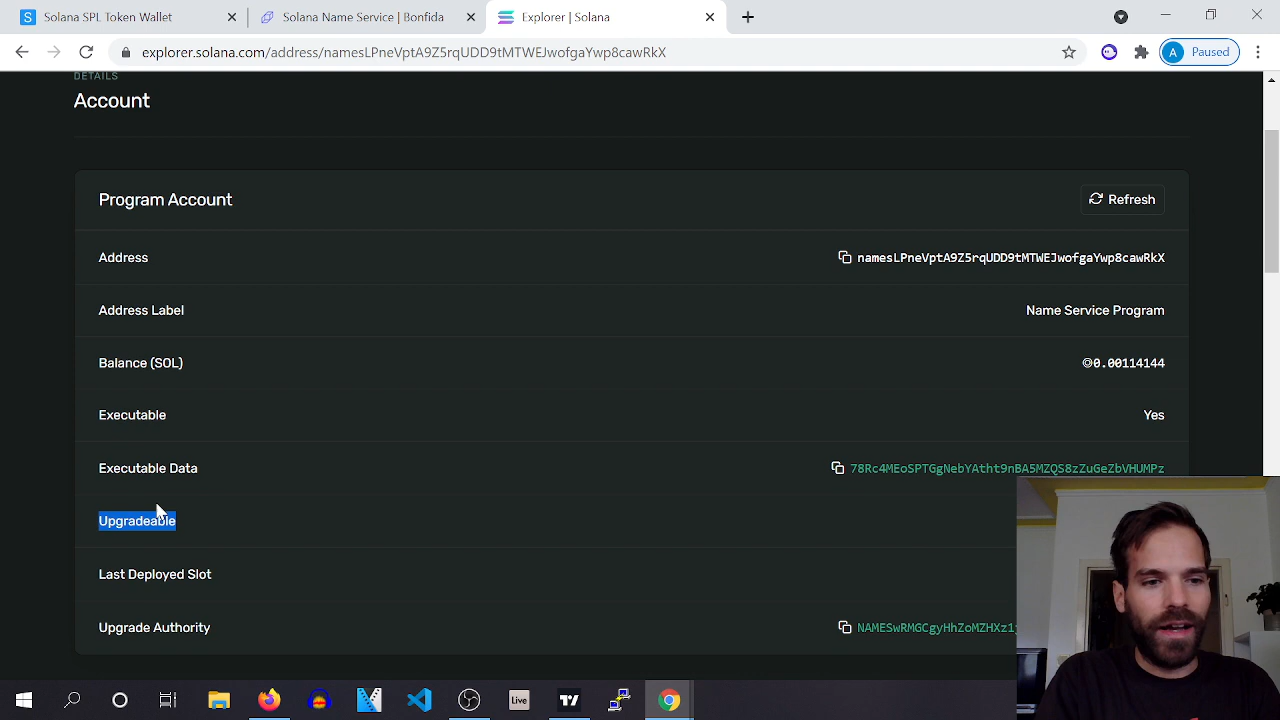 Solana SPL Token Wallet
Solana Name Service | Bonfida
Explorer | Solana
explorer.solana.com/address/namesLPneVptA9Z5rqUDD9tMTWEJwofgaYwp8cawRkX
A Paused
DETAILS
Account
Program Account
Refresh
Address
namesLPneVptA9Z5rqUDD9tMTWEJwofgaYwp8cawRkX
Address Label
Name Service Program
Balance (SOL)
◎0.00114144
Executable
Yes
Executable Data
78Rc4MEoSPTGgNebYAtht9nBA5MZQS8zZuGeZbVHUMPz
Upgradeable
Last Deployed Slot
Upgrade Authority
NAMESwRMGCgyHhZoMZHXz1
Live